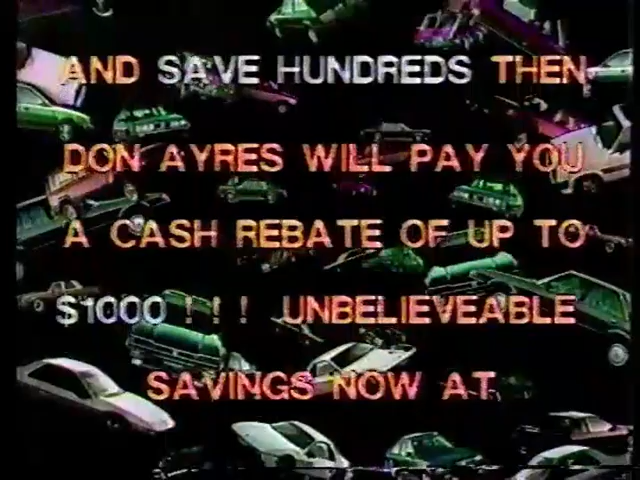 AND SAVE HUNDREDS THEN
DON AYRES WILL PAY YOU
A CASH REBATE OF UP TO
$1000 ! ! ! UNBELIEVEABLE
SAVINGS NOW AT